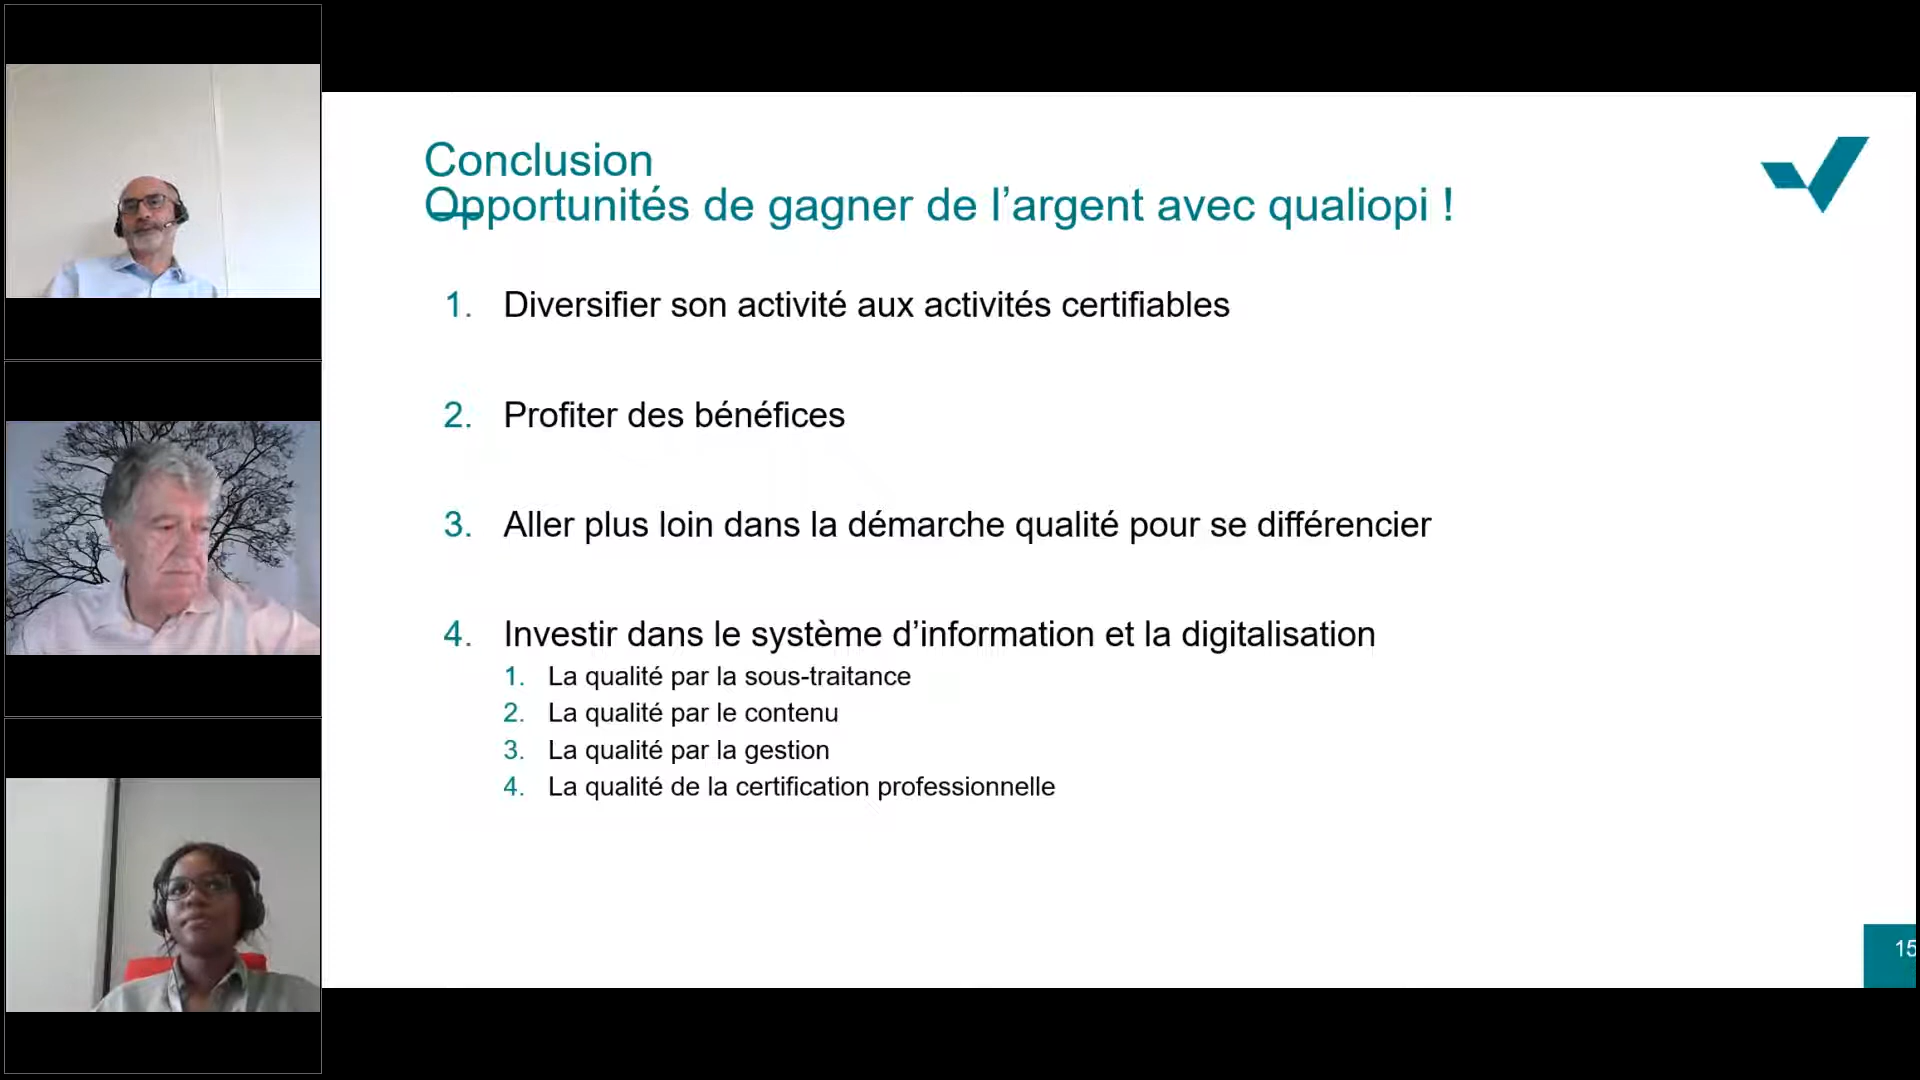 Conclusion
Opportunités de gagner de l’argent avec qualiopi !
1. Diversifier son activité aux activités certifiables
2. Profiter des bénéfices
3. Aller plus loin dans la démarche qualité pour se différencier
4. Investir dans le système d’information et la digitalisation
1. La qualité par la sous-traitance
2. La qualité par le contenu
3. La qualité par la gestion
4. La qualité de la certification professionnelle
15